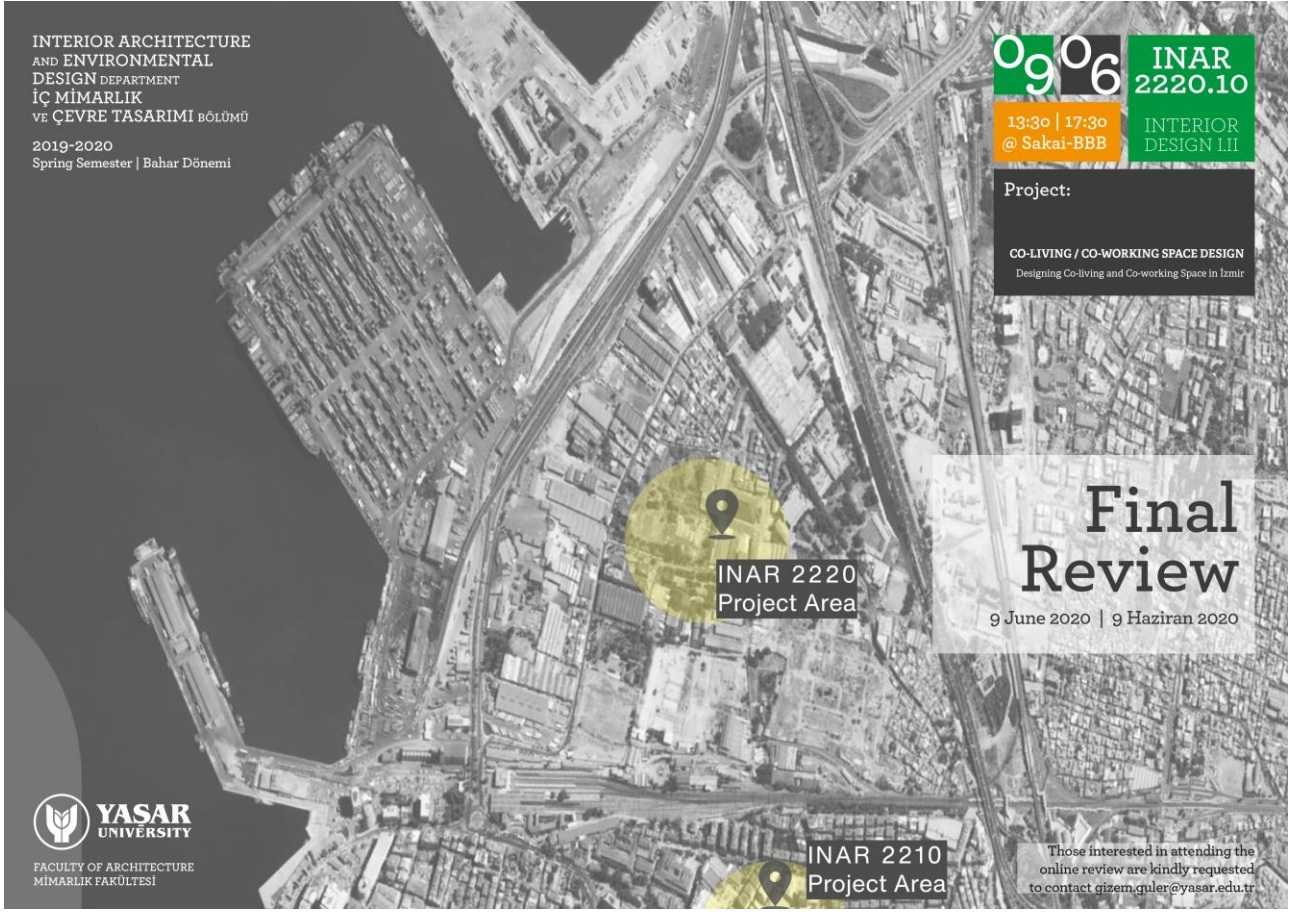 INTERIOR ARCHITECTURE
AND ENVIRONMENTAL
DESIGN DEPARTMENT
İÇ MİMARLIK
VE ÇEVRE TASARIMI BÖLÜMÜ
2019-2020
Spring Semester | Bahar Dönemi
0906
13:30 | 17:30
@ Sakai-BBB
INAR
2220.10
INTERIOR
DESIGN I.II
Project:
CO-LIVING / CO-WORKING SPACE DESIGN
Designing Co-living and Co-working Space in İzmir
INAR 2220
Project Area
Final
Review
9 June 2020 | 9 Haziran 2020
YAŞAR
UNIVERSITY
FACULTY OF ARCHITECTURE
MİMARLIK FAKÜLTESİ
INAR 2210
Project Area
Those interested in attending the
online review are kindly requested
to contact gizem.guler@yasar.edu.tr